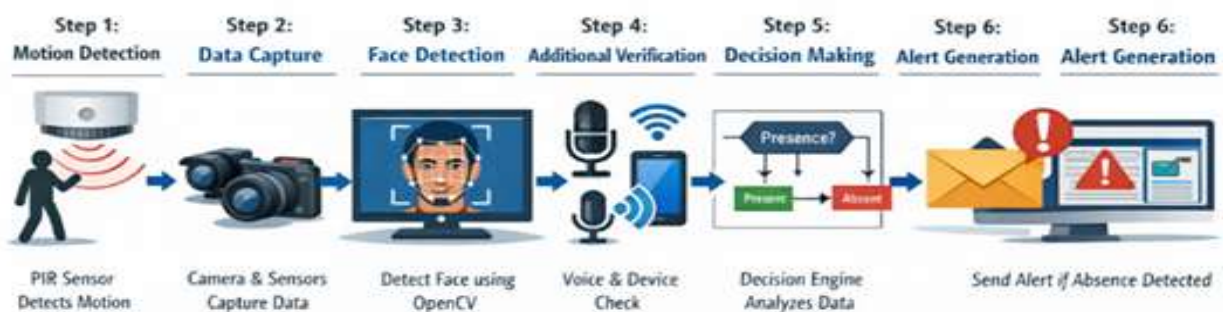 Step 1:
Motion Detection
Step 2:
Data Capture
Step 3:
Face Detection
Step 4:
Additional Verification
Step 5:
Decision Making
Step 6:
Alert Generation
Step 6:
Alert Generation
Presence?
Present
Absent
PIR Sensor
Detects Motion
Camera & Sensors
Capture Data
Detect Face using
OpenCV
Voice & Device
Check
Decision Engine
Analyzes Data
Send Alert if Absence Detected